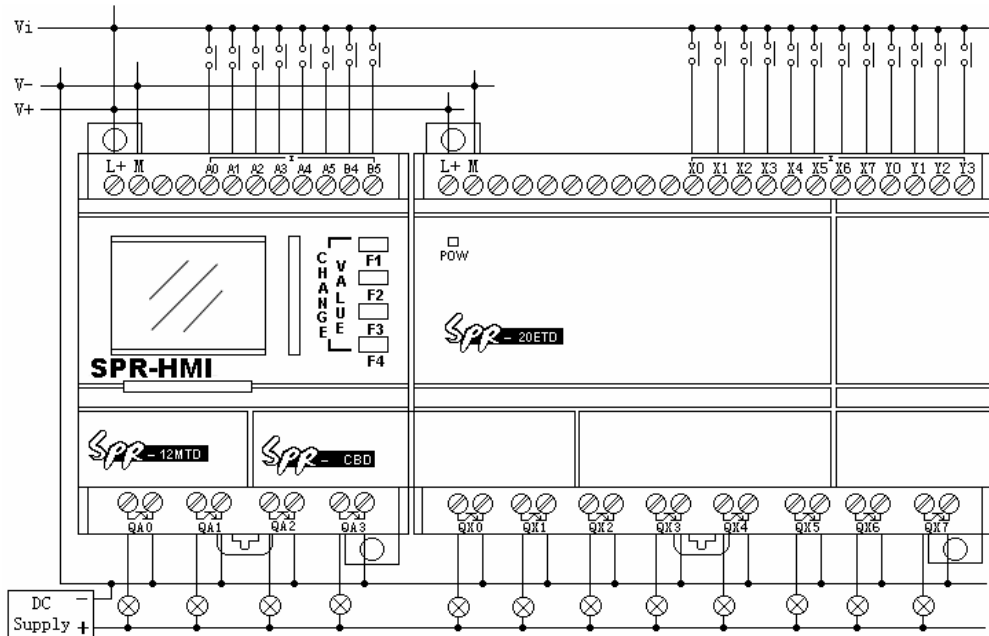 Vi
V-
V+
L+ M A0 A1 A2 A3 I A4 A5 B4 B5
L+ M X0 X1 X2 X3 X4 X5 I X6 X7 Y0 Y1 Y2 Y3
CHANGE
VALUE
F1
F2
F3
F4
POW
SPR - 20ETD
SPR-HMI
SPR - 12MTD
SPR - CBD
QA0 QA1 QA2 QA3
QX0 QX1 QX2 QX3 QX4 QX5 QX6 QX7
DC -
Supply +